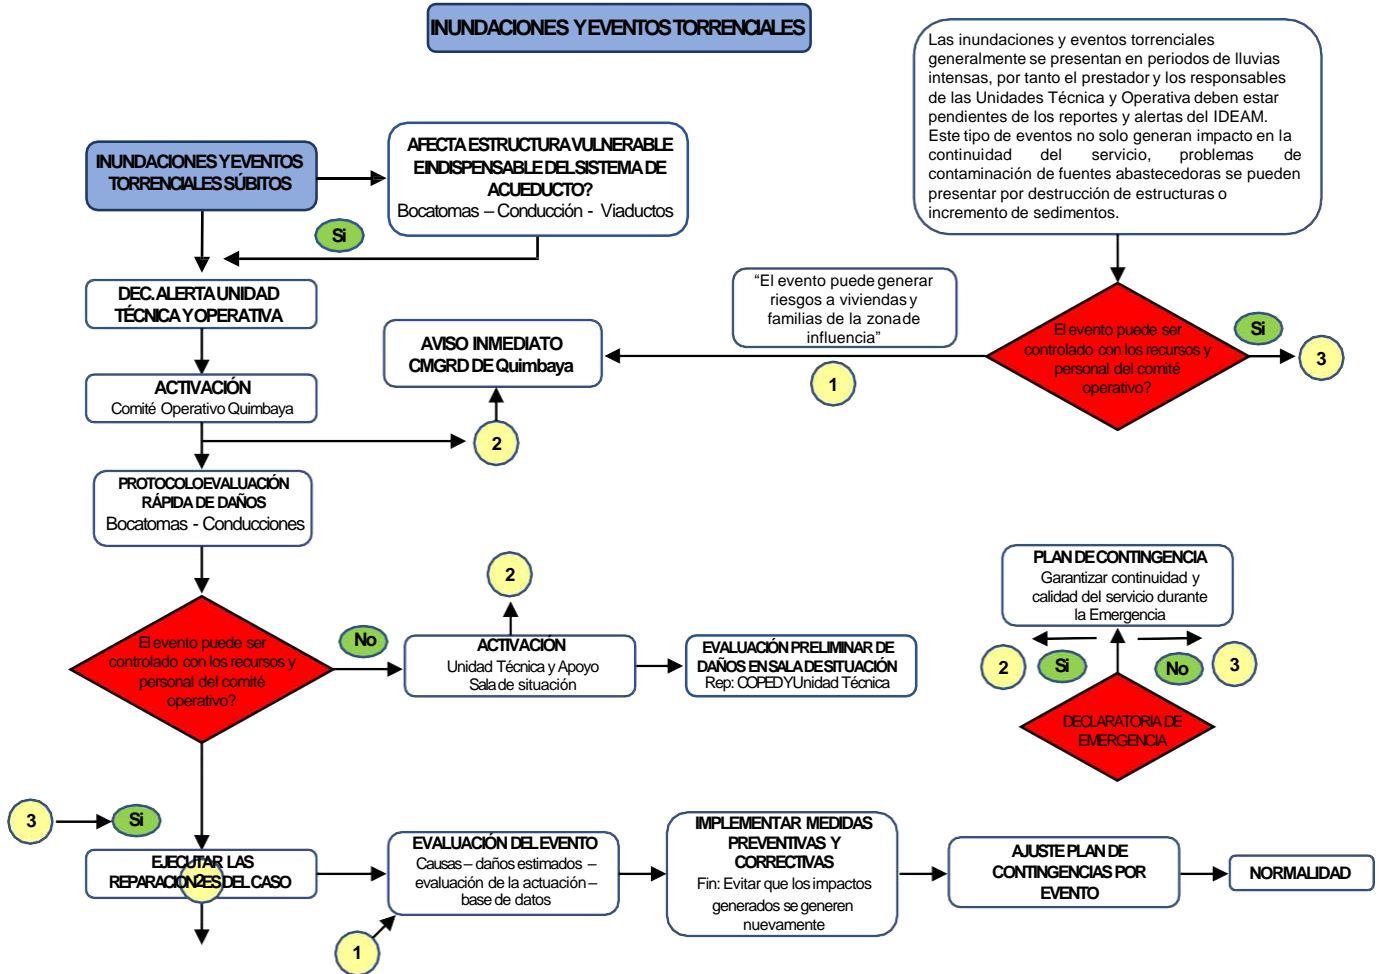 INUNDACIONES Y EVENTOS TORRENCIALES
Las inundaciones y eventos torrenciales
generalmente se presentan en periodos de lluvias
intensas, por tanto el prestador y los responsables
de las Unidades Técnica y Operativa deben estar
pendientes de los reportes y alertas del IDEAM.
Este tipo de eventos no solo generan impacto en la
continuidad del servicio, problemas de
contaminación de fuentes abastecedoras se pueden
presentar por destrucción de estructuras o
incremento de sedimentos.
INUNDACIONES Y EVENTOS
TORRENCIALES SÚBITOS
AFECTA ESTRUCTURA VULNERABLE
E INDISPENSABLE DEL SISTEMA DE
ACUEDUCTO?
Bocatomas – Conducción - Viaductos
Si
DEC. ALERTA UNIDAD
TÉCNICA Y OPERATIVA
"El evento puede generar
riesgos a viviendas y
familias de la zona de
influencia"
El evento puede ser
controlado con los recursos y
personal del comité
operativo?
Si
3
1
AVISO INMEDIATO
CMGRD DE Quimbaya
ACTIVACIÓN
Comité Operativo Quimbaya
2
PROTOCOLO EVALUACIÓN
RÁPIDA DE DAÑOS
Bocatomas - Conducciones
2
PLAN DE CONTINGENCIA
Garantizar continuidad y
calidad del servicio durante
la Emergencia
El evento puede ser
controlado con los recursos y
personal del comité
operativo?
No
ACTIVACIÓN
Unidad Técnica y Apoyo
Sala de situación
EVALUACIÓN PRELIMINAR DE
DAÑOS EN SALA DE SITUACIÓN
Rep: COPED Y Unidad Técnica
2
Si
No
3
DECLARATORIA DE
EMERGENCIA
3
Si
EJECUTAR LAS
REPARACIONES DEL CASO
2
EVALUACIÓN DEL EVENTO
Causas – daños estimados –
evaluación de la actuación –
base de datos
1
IMPLEMENTAR MEDIDAS
PREVENTIVAS Y
CORRECTIVAS
Fin: Evitar que los impactos
generados se generen
nuevamente
AJUSTE PLAN DE
CONTINGENCIAS POR
EVENTO
NORMALIDAD